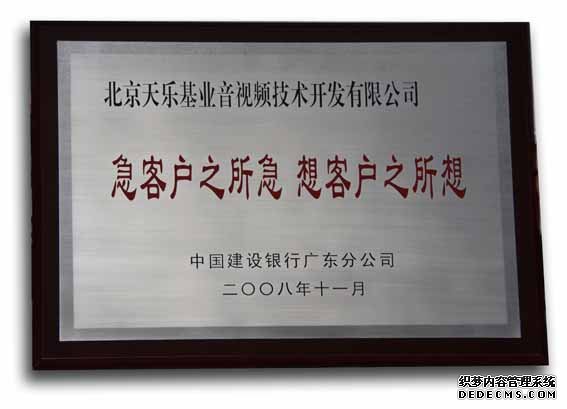 北京天乐基业音视频技术开发有限公司
急客户之所急 想客户之所想
中国建设银行广东分公司
二〇〇八年十一月
织梦内容管理系统
DEDECMS.COM